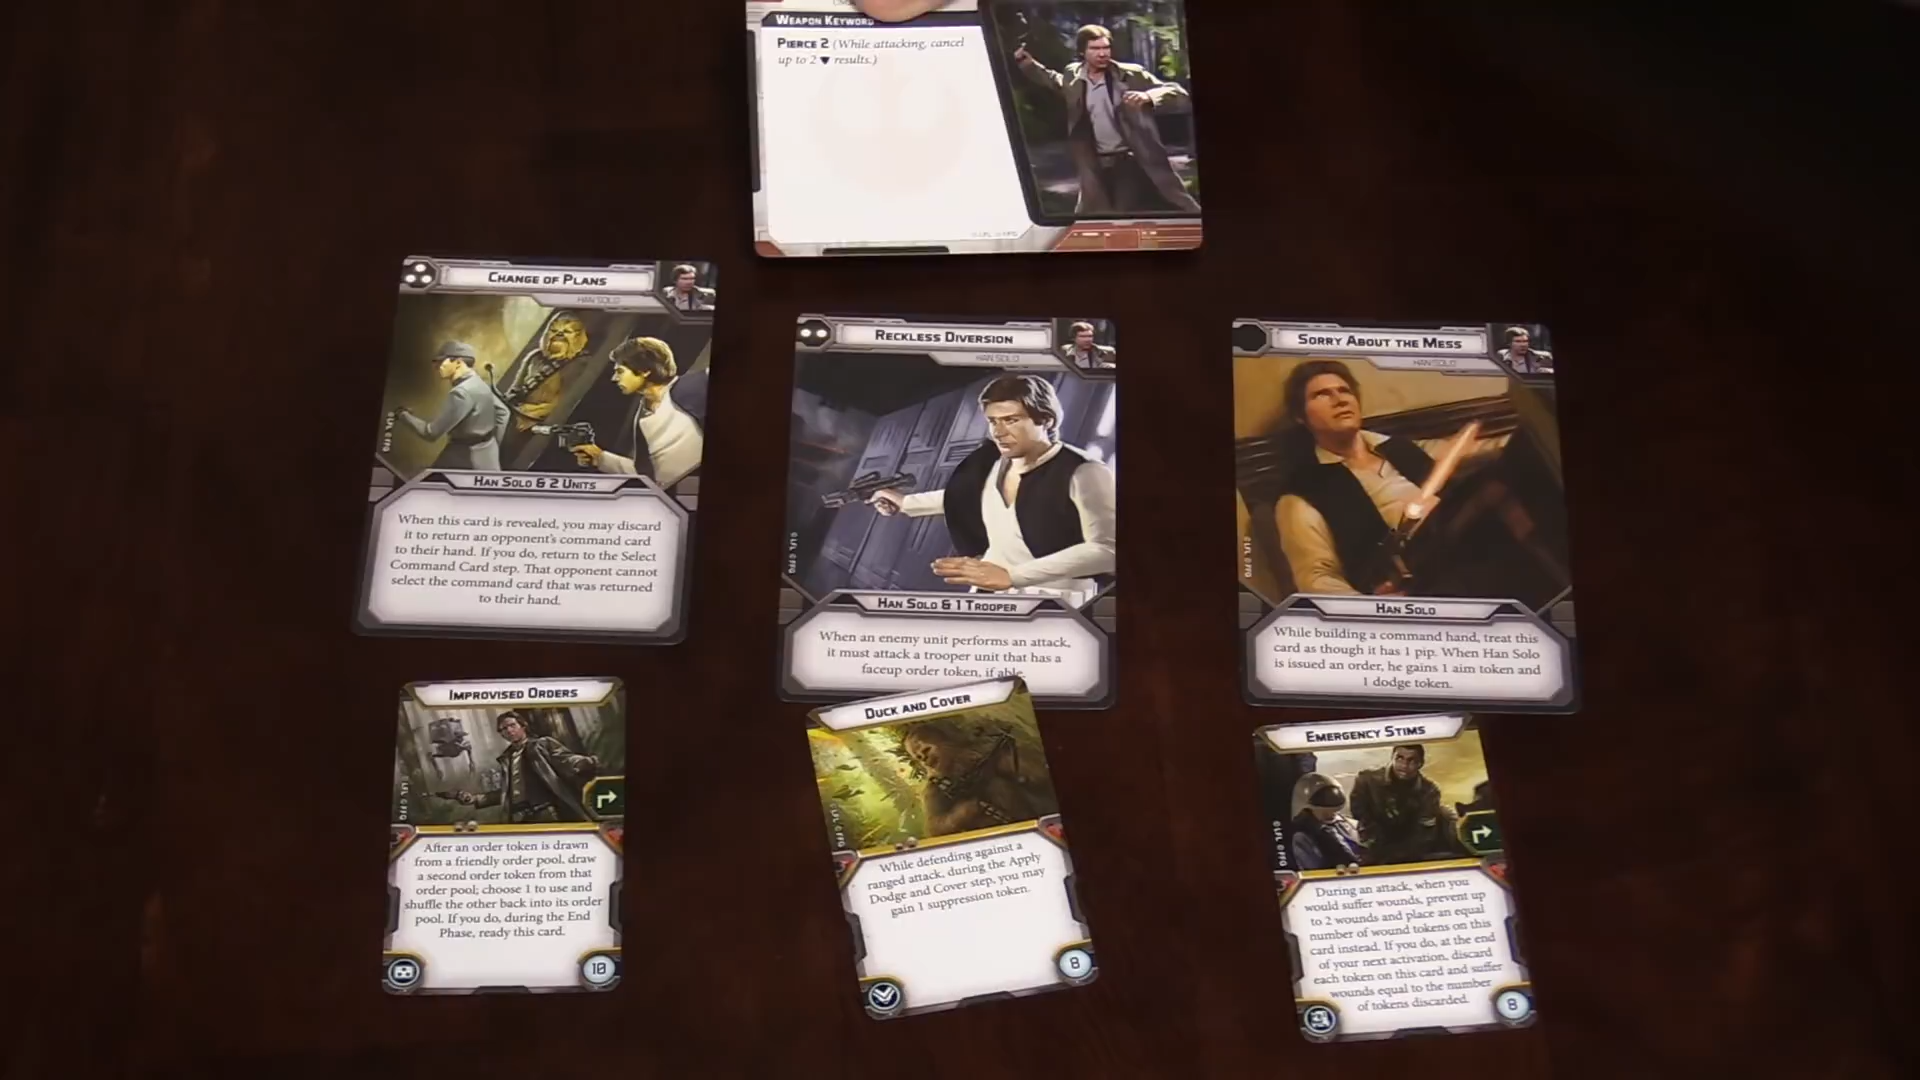 WEAPON KEYWORD
PIERCE 2 (While attacking, cancel
up to 2 ▼ results.)
CHANGE OF PLANS
HAN SOLO
HAN SOLO & 2 UNITS
When this card is revealed, you may discard
it to return an opponent's command card
to their hand. If you do, return to the Select
Command Card step. That opponent cannot
select the command card that was returned
to their hand.
RECKLESS DIVERSION
HAN SOLO
©LFL ©FFG
HAN SOLO & 1 TROOPER
When an enemy unit performs an attack,
it must attack a trooper unit that has a
faceup order token, if able.
SORRY ABOUT THE MESS
HAN SOLO
©LFL ©FFG
HAN SOLO
While building a command hand, treat this
card as though it has 1 pip. When Han Solo
is issued an order, he gains 1 aim token and
1 dodge token.
IMPROVISED ORDERS
©LFL ©FFG
After an order token is drawn
from a friendly order pool, draw
a second order token from that
order pool; choose 1 to use and
shuffle the other back into its order
pool. If you do, during the End
Phase, ready this card.
10
DUCK AND COVER
©LFL ©FFG
While defending against a
ranged attack, during the Apply
Dodge and Cover step, you may
gain 1 suppression token.
8
EMERGENCY STIMS
©LFL ©FFG
During an attack, when you
would suffer wounds, prevent up
to 2 wounds and place an equal
number of wound tokens on this
card instead. If you do, at the end
of your next activation, discard
each token on this card and suffer
wounds equal to the number
of tokens discarded.
8